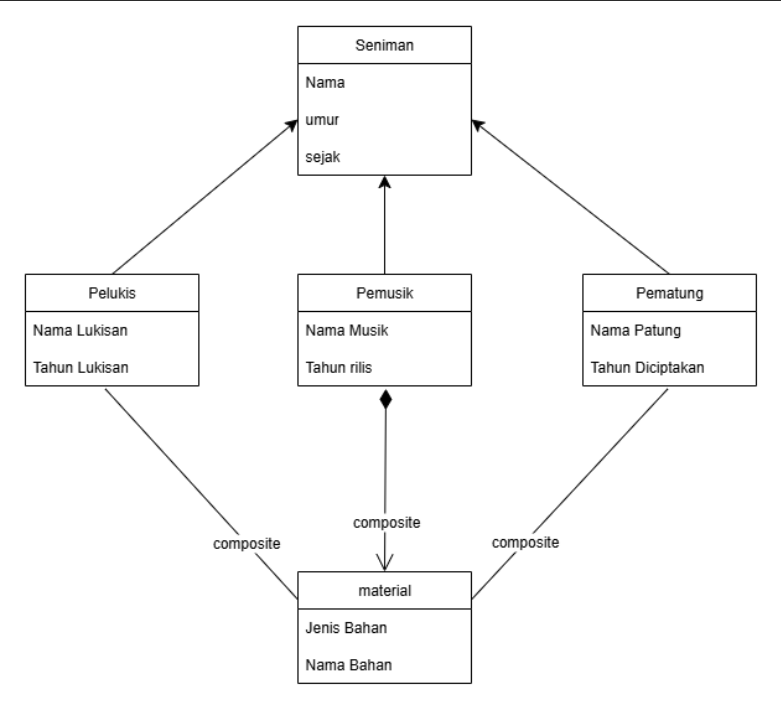 Seniman
Nama
umur
sejak
Pelukis
Nama Lukisan
Tahun Lukisan
Pemusik
Nama Musik
Tahun rilis
Pematung
Nama Patung
Tahun Diciptakan
composite
composite
composite
material
Jenis Bahan
Nama Bahan